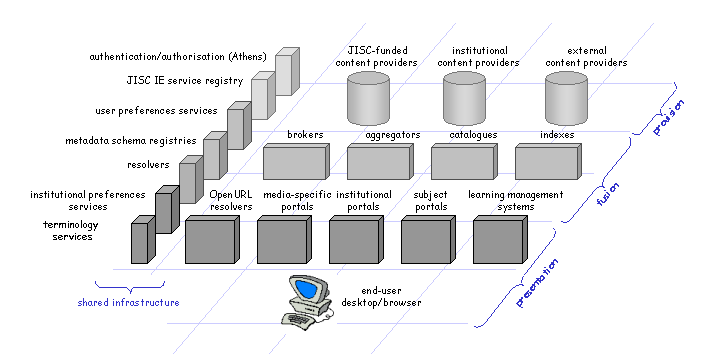 authentication/authorisation (Athens)
JISC IE service registry
user preferences services
metadata schema registries
resolvers
institutional preferences
services
terminology
services
shared infrastructure
JISC-funded
content providers
institutional
content providers
external
content providers
provision
brokers
aggregators
catalogues
indexes
fusion
OpenURL
resolvers
media-specific
portals
institutional
portals
subject
portals
learning management
systems
presentation
end-user
desktop/browser